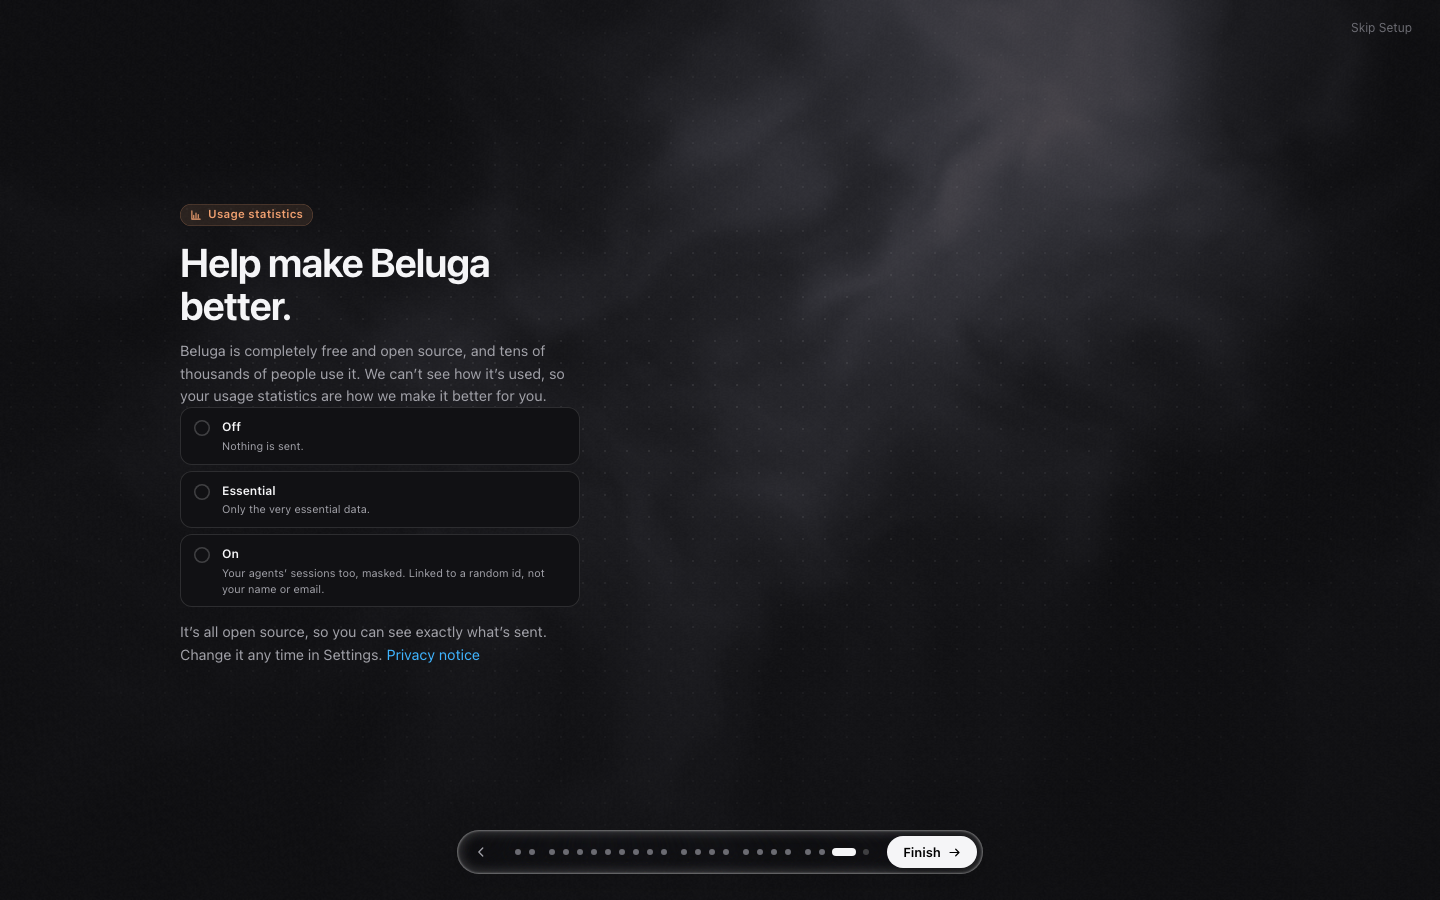 Skip Setup
Usage statistics
Help make Beluga
better.
Beluga is completely free and open source, and tens of
thousands of people use it. We can’t see how it’s used, so
your usage statistics are how we make it better for you.
Off
Nothing is sent.
Essential
Only the very essential data.
On
Your agents’ sessions too, masked. Linked to a random id, not
your name or email.
It’s all open source, so you can see exactly what’s sent.
Change it any time in Settings. Privacy notice
Finish